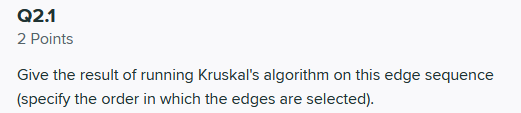 Q2.1
2 Points
Give the result of running Kruskal's algorithm on this edge sequence
(specify the order in which the edges are selected).